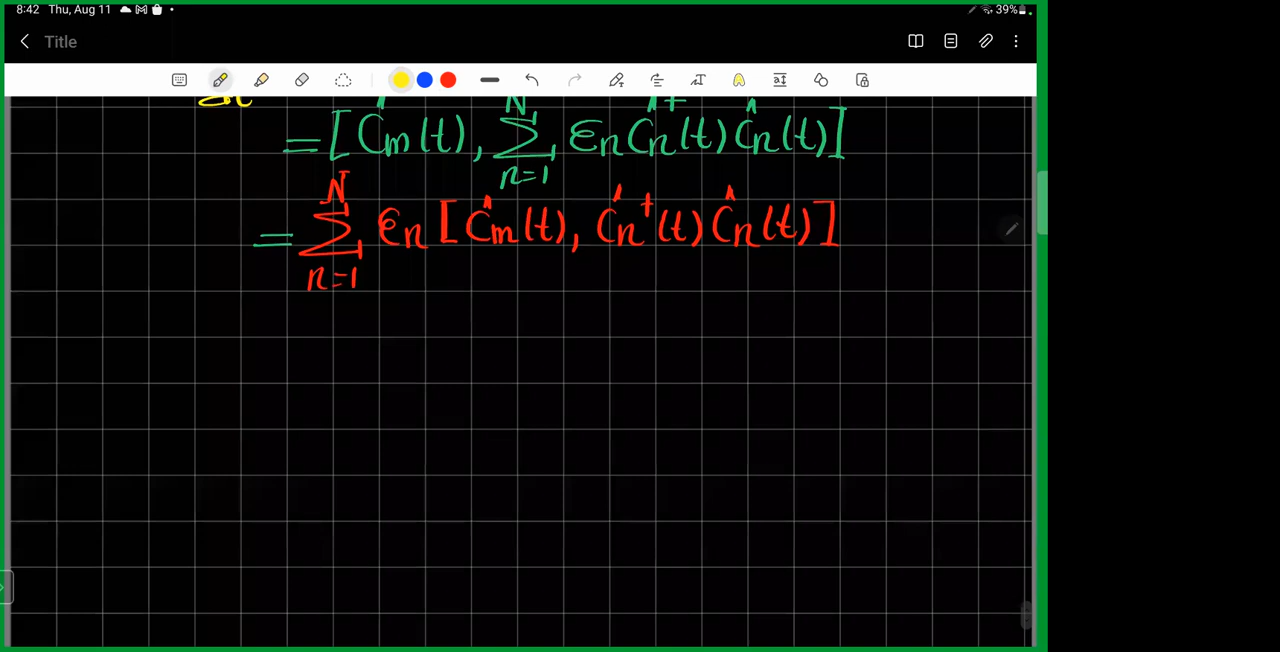 8:42 Thu, Aug 11
39%
Title
= [ĉm(t), N∑n=1 εn ĉn†(t) ĉn(t)]
= N∑n=1 εn [ĉm(t), ĉn†(t) ĉn(t)]